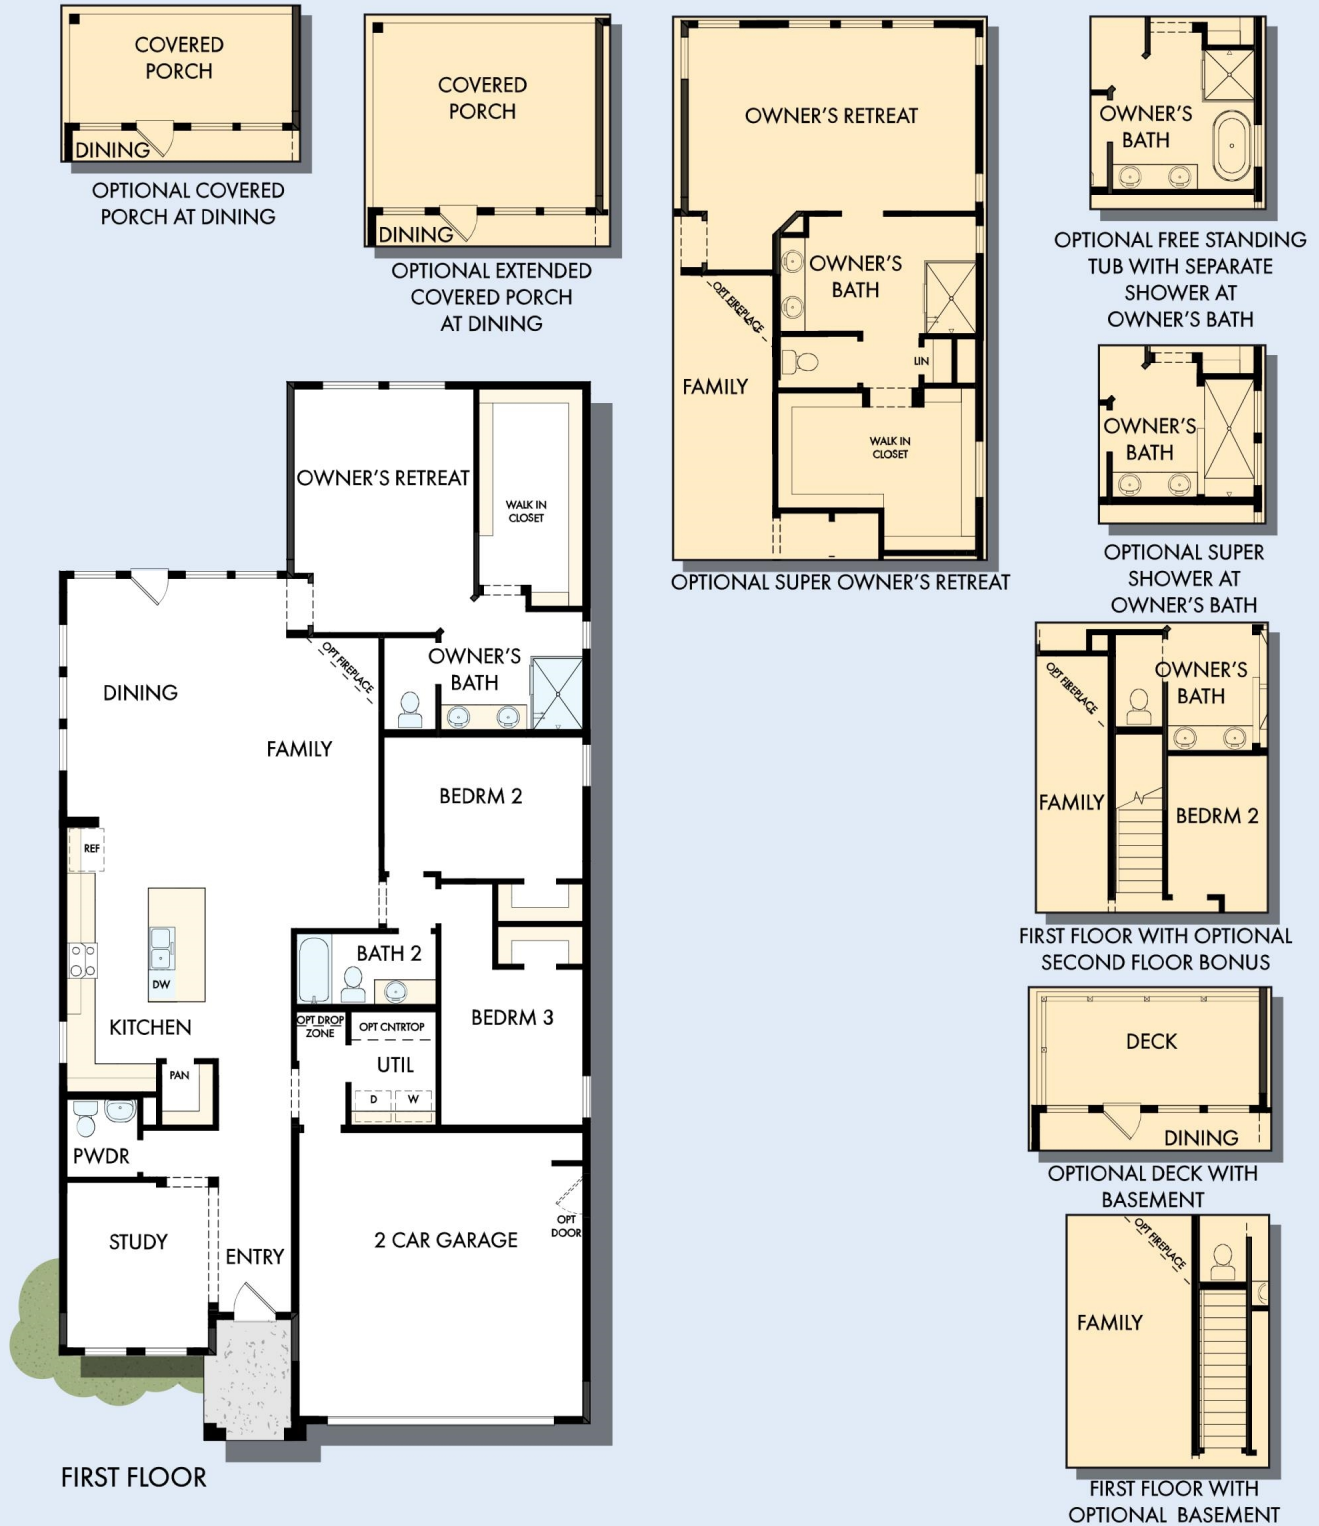 COVERED
PORCH
DINING
OPTIONAL COVERED
PORCH AT DINING
COVERED
PORCH
DINING
OPTIONAL EXTENDED
COVERED PORCH
AT DINING
OWNER'S RETREAT
OWNER'S
BATH
OPT FIREPLACE
LIN
FAMILY
WALK IN
CLOSET
OPTIONAL SUPER OWNER'S RETREAT
OWNER'S
BATH
OPTIONAL FREE STANDING
TUB WITH SEPARATE
SHOWER AT
OWNER'S BATH
OWNER'S
BATH
OPTIONAL SUPER
SHOWER AT
OWNER'S BATH
OWNER'S
BATH
OPT FIREPLACE
FAMILY
BEDRM 2
FIRST FLOOR WITH OPTIONAL
SECOND FLOOR BONUS
DECK
DINING
OPTIONAL DECK WITH
BASEMENT
OPT FIREPLACE
FAMILY
FIRST FLOOR WITH
OPTIONAL BASEMENT
OWNER'S RETREAT
WALK IN
CLOSET
OPT FIREPLACE
OWNER'S
BATH
DINING
FAMILY
BEDRM 2
REF
BATH 2
DW
KITCHEN
OPT DROP
ZONE
OPT CNTRTOP
BEDRM 3
UTIL
PAN
D
W
PWDR
STUDY
ENTRY
2 CAR GARAGE
OPT
DOOR
FIRST FLOOR